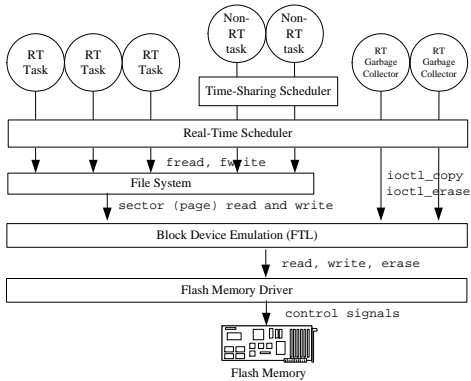 RT
Task
RT
Task
RT
Task
Non-
RT
task
Non-
RT
task
RT
Garbage
Collector
RT
Garbage
Collector
Time-Sharing Scheduler
Real-Time Scheduler
fread, fwrite
ioctl_copy
ioctl_erase
File System
sector (page) read and write
Block Device Emulation (FTL)
read, write, erase
Flash Memory Driver
control signals
Flash Memory